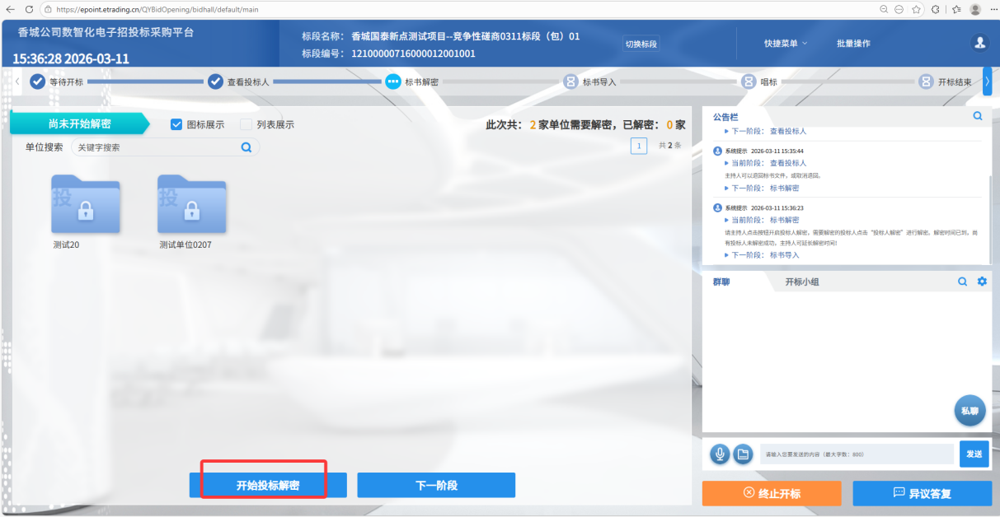 https://epoint.etrading.cn/QYBidOpening/bidhall/default/main
香城公司数智化电子招投标采购平台
15:36:28 2026-03-11
标段名称： 香城国泰新点测试项目--竞争性磋商0311标段（包）01
标段编号： 12100000716000012001001
切换标段
快捷菜单
批量操作
等待开标
查看投标人
标书解密
标书导入
唱标
开标结束
尚未开始解密
图标展示
列表展示
此次共： 2 家单位需要解密，已解密： 0 家
单位搜索
关键字搜索
1
共 2 条
投
投
测试20
测试单位0207
开始投标解密
下一阶段
公告栏
下一阶段： 查看投标人
系统提示 2026-03-11 15:35:44
当前阶段： 查看投标人
主持人可以退回标书文件，或取消退回。
下一阶段： 标书解密
系统提示 2026-03-11 15:36:23
当前阶段： 标书解密
请主持人点击按钮开启投标人解密，需要解密的投标人点击“投标人解密”进行解密。解密时间已到，尚
有投标人未解密成功，主持人可延长解密时间！
下一阶段： 标书导入
群聊
开标小组
私聊
请输入您要发送的内容（最大字数：800）
发送
终止开标
异议答复